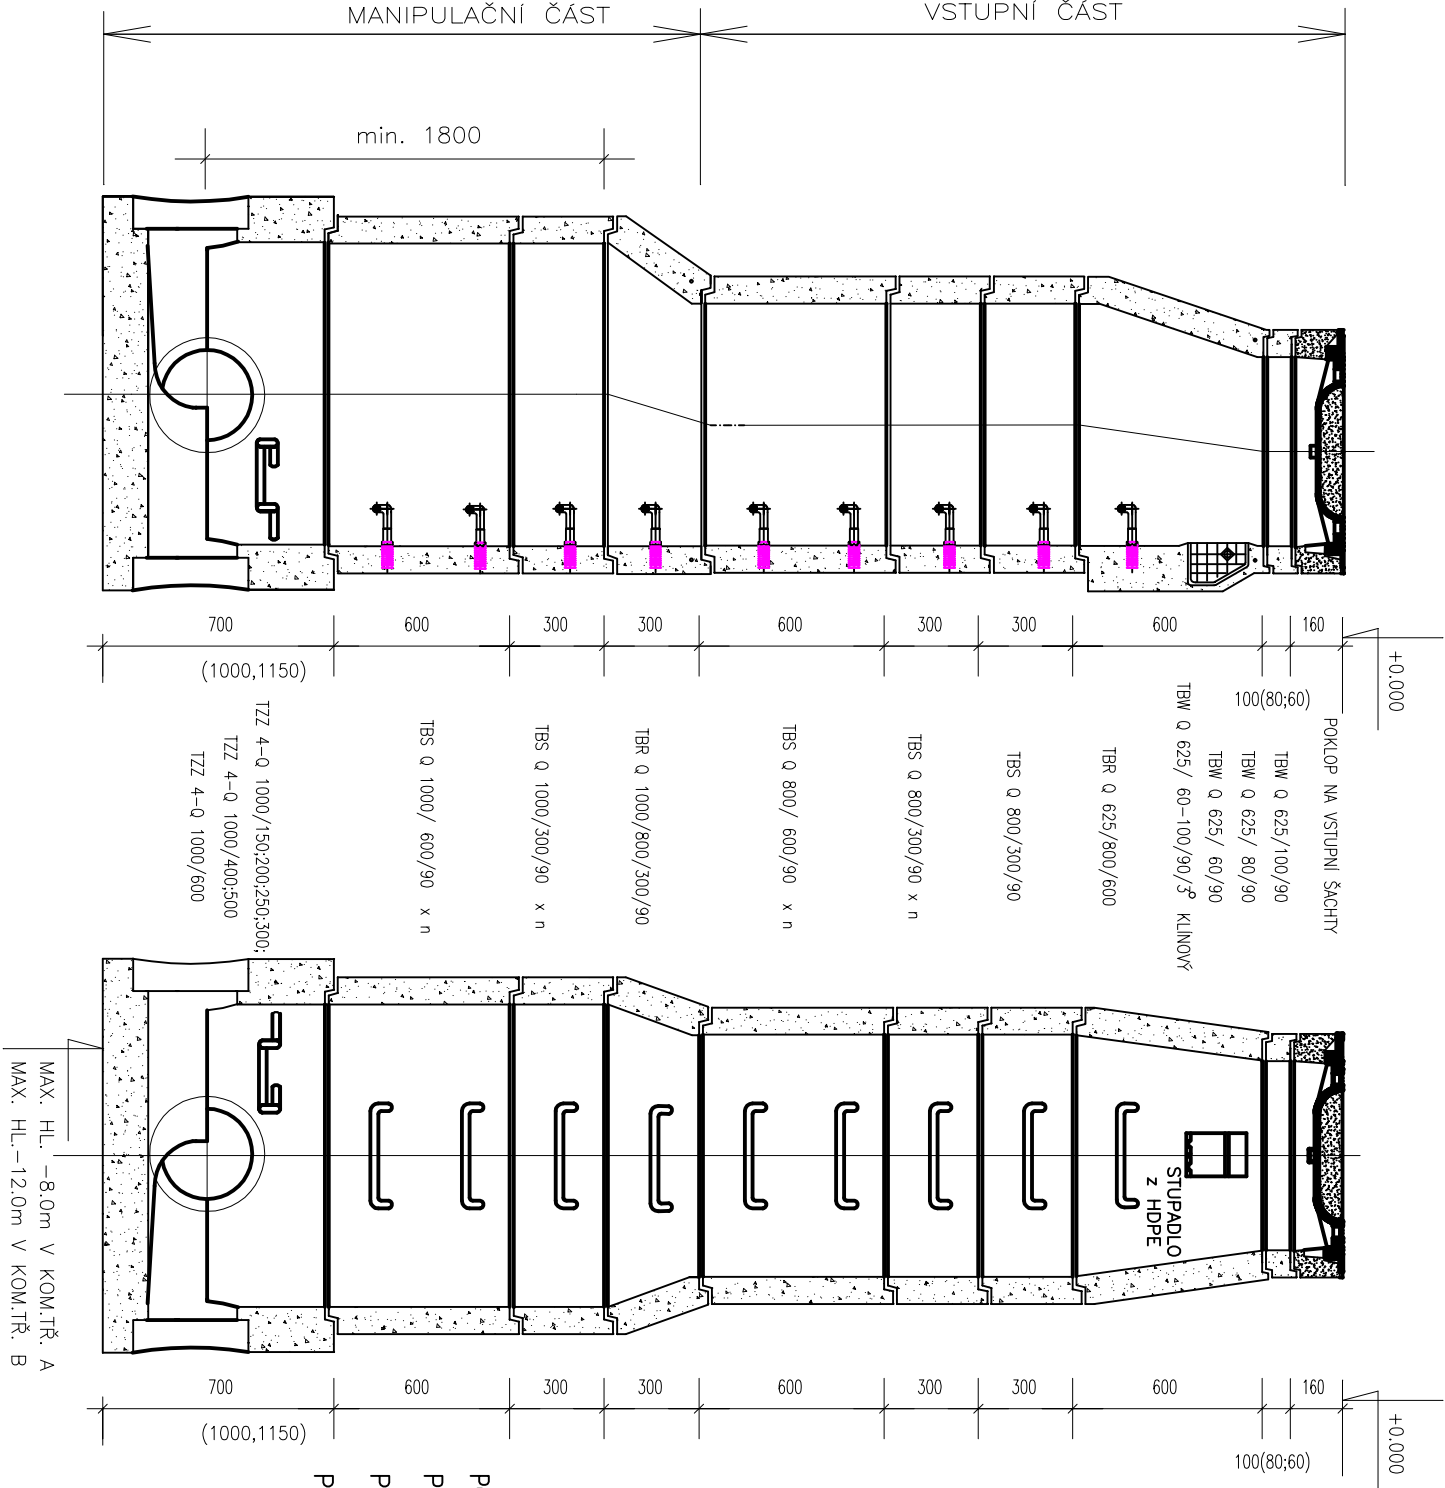 MANIPULAČNÍ ČÁST
VSTUPNÍ ČÁST
min. 1800
700
600
300
300
600
300
300
600
160
(1000,1150)
100(80;60)
+0.000
POKLOP NA VSTUPNÍ ŠACHTY
TBW Q 625/100/90
TBW Q 625/ 80/90
TBW Q 625/ 60/90
TBW Q 625/ 60-100/90/3° KLÍNOVÝ
TBR Q 625/800/600
TBS Q 800/300/90
TBS Q 800/300/90 x n
TBS Q 800/ 600/90 x n
TBR Q 1000/800/300/90
TBS Q 1000/300/90 x n
TBS Q 1000/ 600/90 x n
TZZ 4-Q 1000/150;200;250;300;
TZZ 4-Q 1000/400;500
TZZ 4-Q 1000/600
STUPADLO
z HDPE
MAX. HL. -8.0m V KOM.TŘ. A
MAX. HL.-12.0m V KOM.TŘ. B
700
600
300
300
600
300
300
600
160
(1000,1150)
100(80;60)
+0.000
P
P
P
P